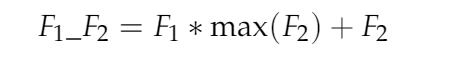 F₁_F₂ = F₁ ∗ max(F₂) + F₂